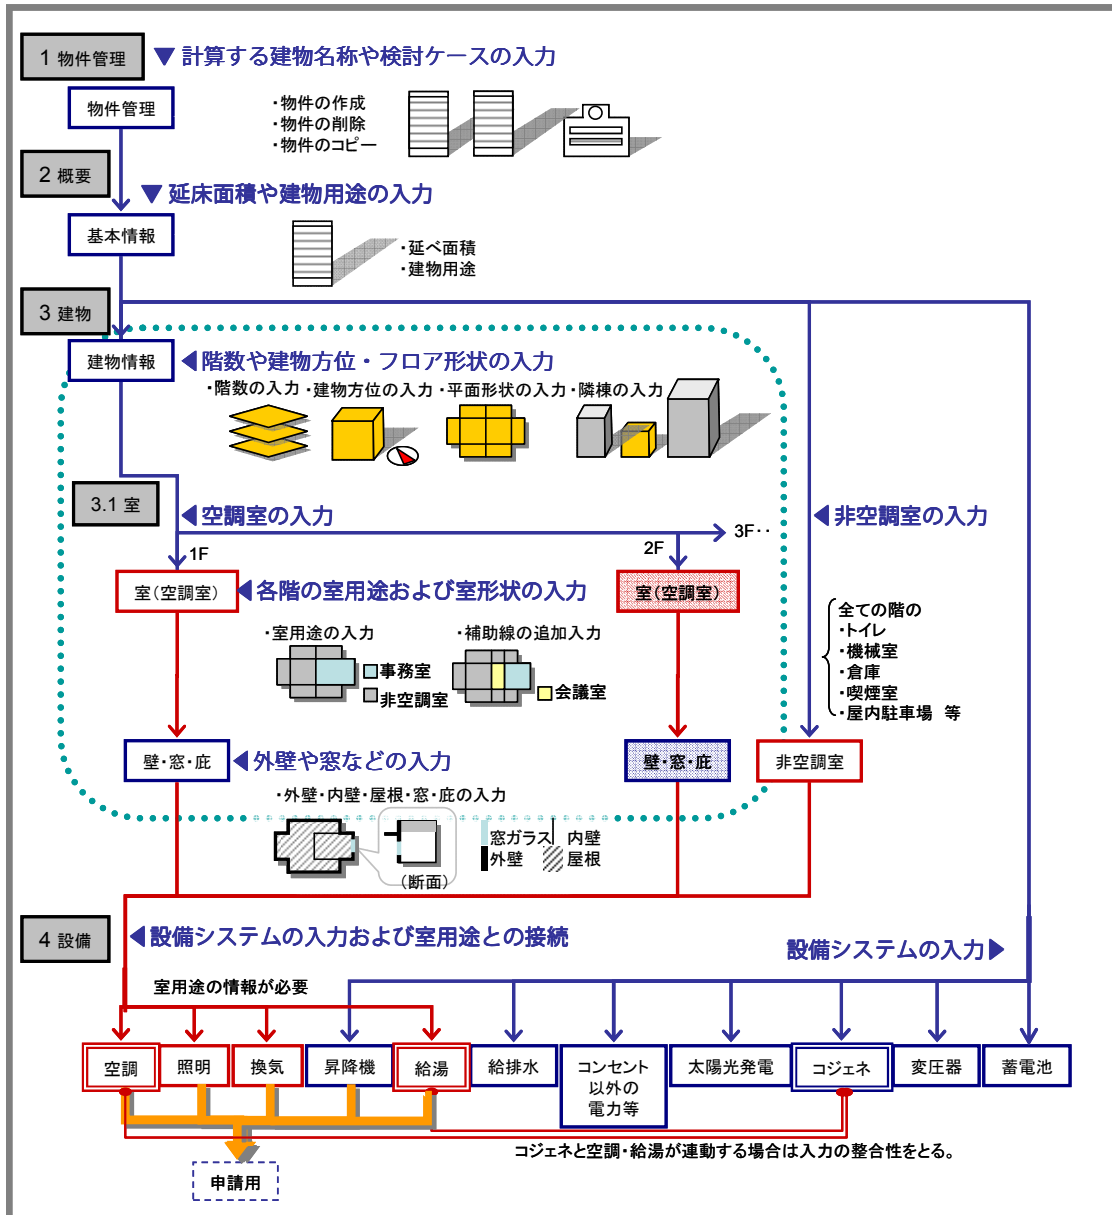 1 物件管理
▼計算する建物名称や検討ケースの入力
物件管理
・物件の作成
・物件の削除
・物件のコピー
2 概要
▼延床面積や建物用途の入力
基本情報
・延べ面積
・建物用途
3 建物
建物情報
◀階数や建物方位・フロア形状の入力
・階数の入力 ・建物方位の入力 ・平面形状の入力 ・隣棟の入力
3.1 室
◀空調室の入力
◀非空調室の入力
1F
2F
3F‥
室(空調室)
◀各階の室用途および室形状の入力
室(空調室)
・室用途の入力
・補助線の追加入力
事務室
非空調室
会議室
全ての階の
・トイレ
・機械室
・倉庫
・喫煙室
・屋内駐車場 等
壁・窓・庇
◀外壁や窓などの入力
壁・窓・庇
非空調室
・外壁・内壁・屋根・窓・庇の入力
窓ガラス
内壁
外壁
屋根
(断面)
4 設備
◀設備システムの入力および室用途との接続
設備システムの入力▶
室用途の情報が必要
空調
照明
換気
昇降機
給湯
給排水
コンセント
以外の
電力等
太陽光発電
コジェネ
変圧器
蓄電池
コジェネと空調・給湯が連動する場合は入力の整合性をとる。
申請用